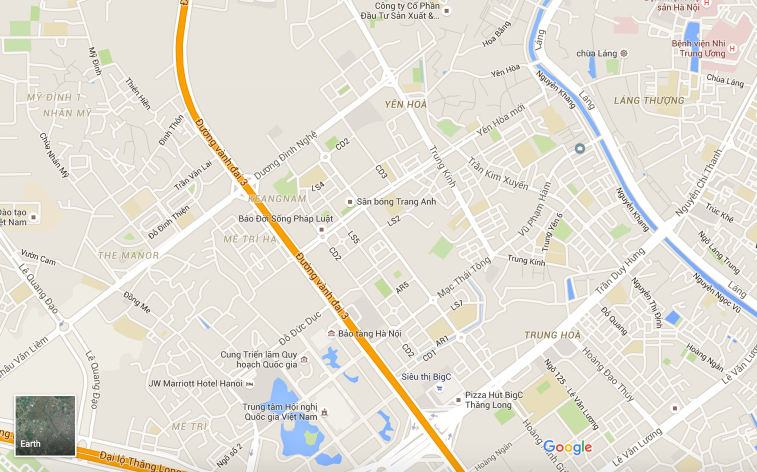 Công ty Cổ Phần
Đầu Tư Sản Xuất &...
sản Hà Nội
Hoa Bằng
Láng
chùa Láng
Bệnh viện Nhi
Trung Ương
Mỹ Đình
Yên Hòa
Nguyễn Khang
Chùa Láng
Thiên Hiền
MỸ ĐÌNH 1
NHÂN MỸ
YÊN HOÀ
Láng
LÁNG THƯỢNG
Đình Thôn
Đường vành đai 3
Dương Đình Nghệ
CD2
Yên Hòa mới
Trung Kính
Chùa Nhân Mỹ
Trần Văn Lai
CD3
Trần Kim Xuyến
Nguyễn Chí Thanh
LS4
KEANGNAM
Sân bóng Trang Anh
Vũ Phạm Hàm
Nguyễn Khang
Trúc Khê
Đào tạo
Việt Nam
Đỗ Đình Thiện
Báo Đời Sống Pháp Luật
LS2
Trung Yên 6
MỄ TRÌ HẠ
LS5
Ngõ Láng Trung
THE MANOR
Vườn Cam
CD2
Đường vành đai 3
Trung Kính
Trần Duy Hưng
Lê Quang Đạo
Mạc Thái Tông
AR5
Láng
Nguyễn Ngọc Vũ
Đồng Me
LS7
Nguyễn Thị Định
Đỗ Đức Dục
Đỗ Quang
Châu Văn Liêm
Bảo tàng Hà Nội
TRUNG HOÀ
AR1
CD2
CD1
Cung Triển lãm Quy
hoạch Quốc gia
Hoàng Đạo Thúy
Hoàng Ngân
Lê Quang Đạo
JW Marriott Hotel Hanoi
Siêu thị BigC
Ngõ 125 - Lê Văn Lương
Lê Văn Lương
Pizza Hut BigC
Thăng Long
Trung tâm Hội nghị
Quốc gia Việt Nam
MỄ TRÌ
Earth
Đại lộ Thăng Long
Ngõ số 2
Hoàng Ngân
Google
Lê Văn Lương